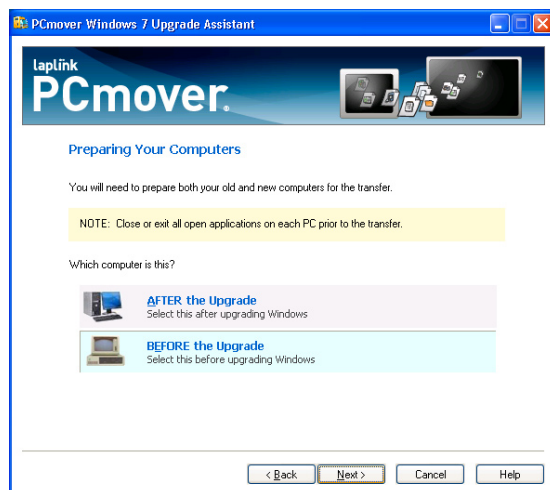 PCmover Windows 7 Upgrade Assistant
laplink
PCmover.
Preparing Your Computers
You will need to prepare both your old and new computers for the transfer.
NOTE: Close or exit all open applications on each PC prior to the transfer.
Which computer is this?
AFTER the Upgrade
Select this after upgrading Windows
BEFORE the Upgrade
Select this before upgrading Windows
< Back Next > Cancel Help